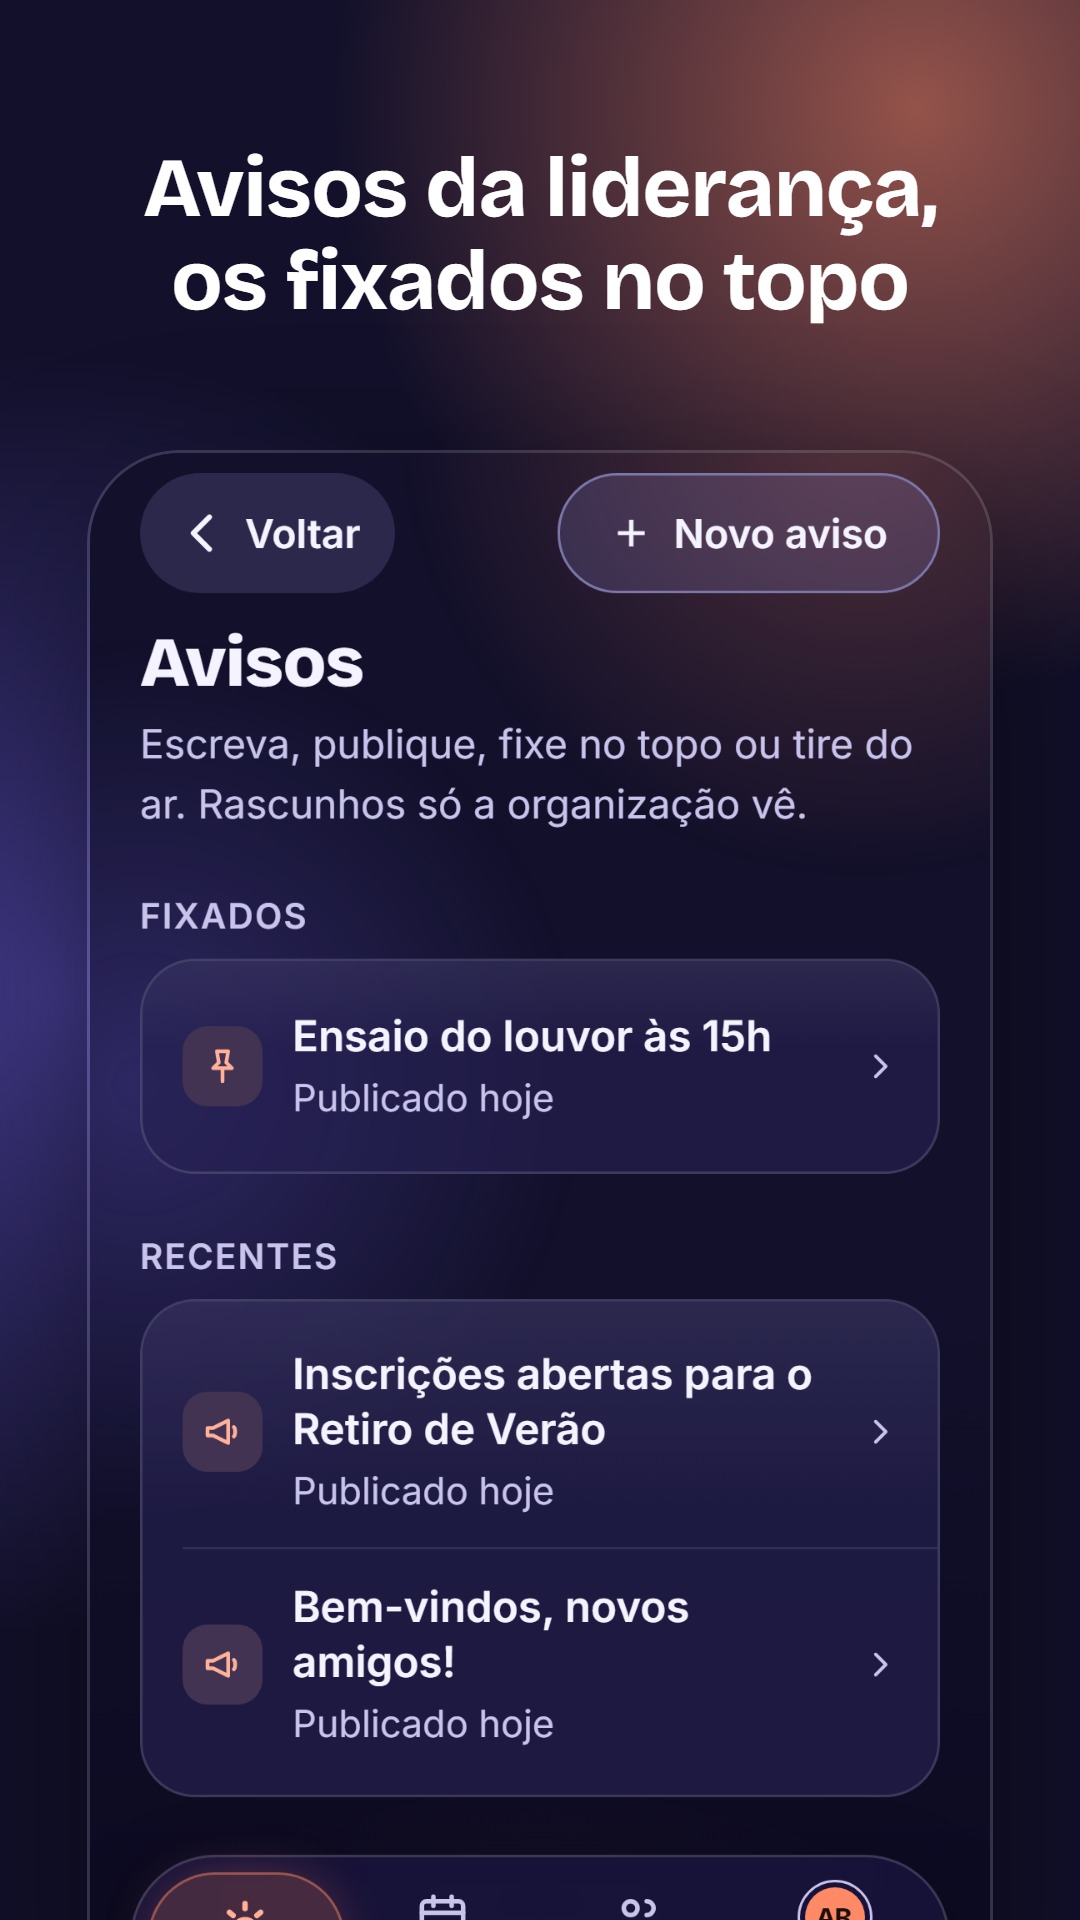 Avisos da liderança,
os fixados no topo
Voltar
+ Novo aviso
Avisos
Escreva, publique, fixe no topo ou tire do
ar. Rascunhos só a organização vê.
FIXADOS
Ensaio do louvor às 15h
Publicado hoje
RECENTES
Inscrições abertas para o
Retiro de Verão
Publicado hoje
Bem-vindos, novos
amigos!
Publicado hoje